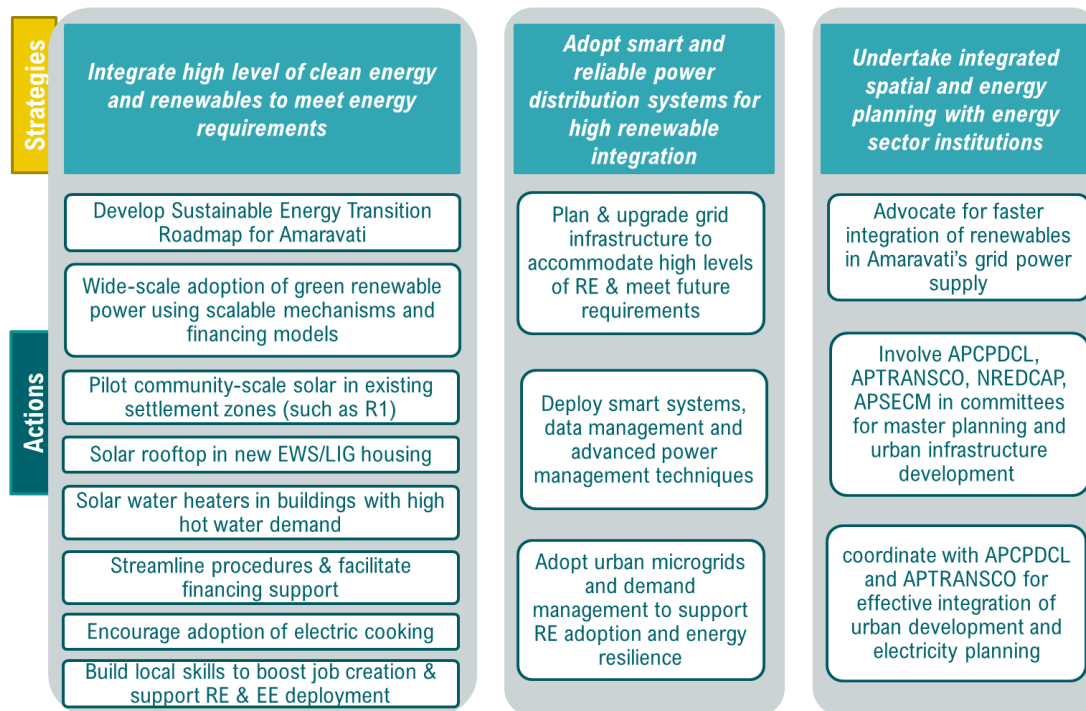 Strategies
Integrate high level of clean energy
and renewables to meet energy
requirements
Adopt smart and
reliable power
distribution systems for
high renewable
integration
Undertake integrated
spatial and energy
planning with energy
sector institutions
Actions
Develop Sustainable Energy Transition
Roadmap for Amaravati
Wide-scale adoption of green renewable
power using scalable mechanisms and
financing models
Pilot community-scale solar in existing
settlement zones (such as R1)
Solar rooftop in new EWS/LIG housing
Solar water heaters in buildings with high
hot water demand
Streamline procedures & facilitate
financing support
Encourage adoption of electric cooking
Build local skills to boost job creation &
support RE & EE deployment
Plan & upgrade grid
infrastructure to
accommodate high levels
of RE & meet future
requirements
Deploy smart systems,
data management and
advanced power
management techniques
Adopt urban microgrids
and demand
management to support
RE adoption and energy
resilience
Advocate for faster
integration of renewables
in Amaravati's grid power
supply
Involve APCPDCL,
APTRANSCO, NREDCAP,
APSECM in committees
for master planning and
urban infrastructure
development
coordinate with APCPDCL
and APTRANSCO for
effective integration of
urban development and
electricity planning